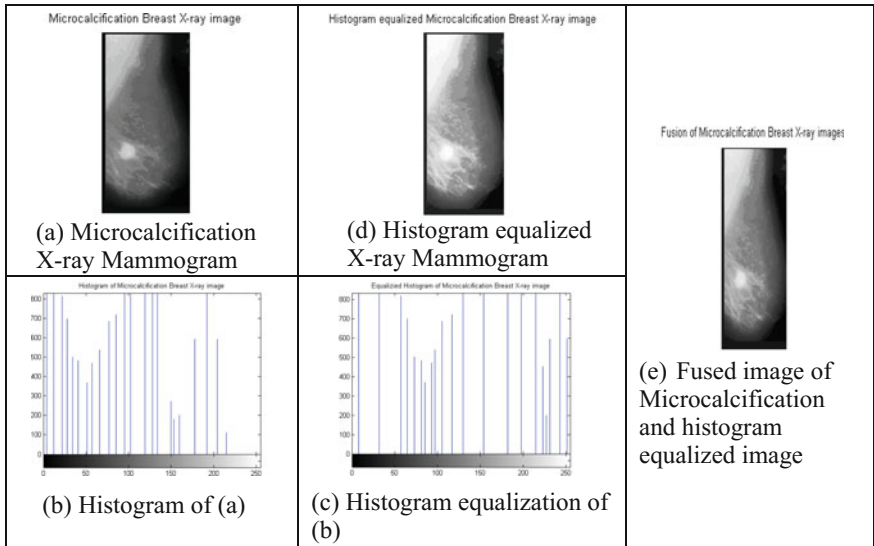 Microcalcification Breast X-ray image
(a) Microcalcification
X-ray Mammogram
Histogram equalized Microcalcification Breast X-ray image
(d) Histogram equalized
X-ray Mammogram
Fusion of Microcalcification Breast X-ray images
(e) Fused image of
Microcalcification
and histogram
equalized image
Histogram of Microcalcification Breast X-ray image
800
700
600
500
400
300
200
100
0
0 50 100 150 200 250
(b) Histogram of (a)
Equalized Histogram of Microcalcification Breast X-ray image
800
700
600
500
400
300
200
100
0
0 50 100 150 200 250
(c) Histogram equalization of
(b)